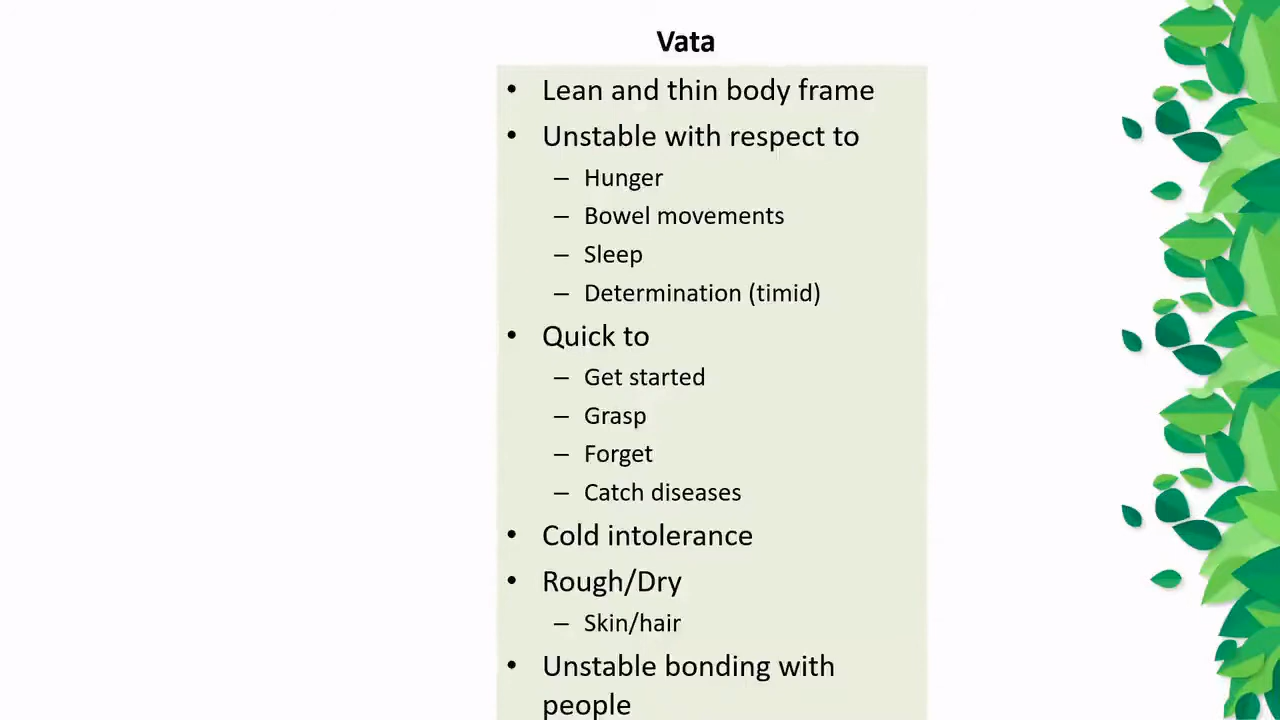 Vata
• Lean and thin body frame
• Unstable with respect to
– Hunger
– Bowel movements
– Sleep
– Determination (timid)
• Quick to
– Get started
– Grasp
– Forget
– Catch diseases
• Cold intolerance
• Rough/Dry
– Skin/hair
• Unstable bonding with
people